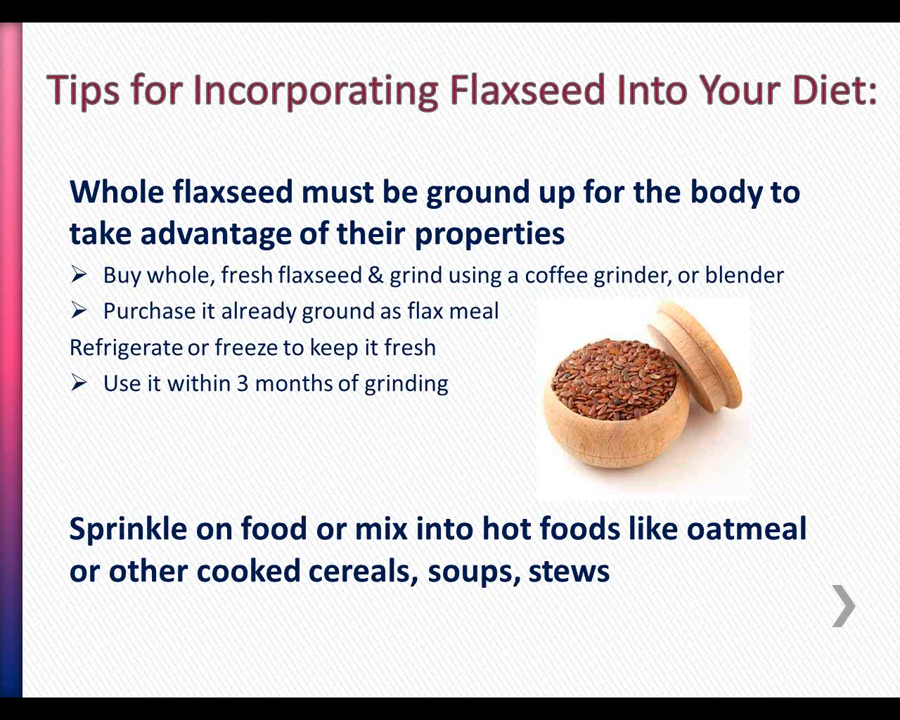 Tips for Incorporating Flaxseed Into Your Diet:
Whole flaxseed must be ground up for the body to
take advantage of their properties
Buy whole, fresh flaxseed & grind using a coffee grinder, or blender
Purchase it already ground as flax meal
Refrigerate or freeze to keep it fresh
Use it within 3 months of grinding
Sprinkle on food or mix into hot foods like oatmeal
or other cooked cereals, soups, stews